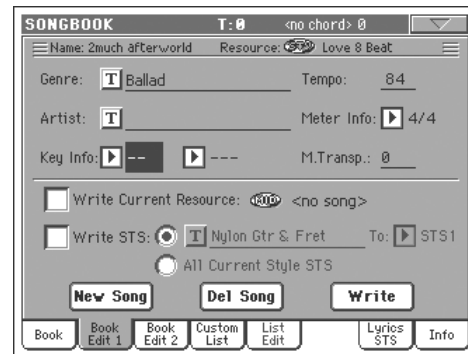 SONGBOOK T:0 <no chord> 0
Name: 2much afterworld Resource: Love 8 Beat
Genre: T Ballad Tempo: 84
Artist: T Meter Info: 4/4
Key Info: -- --- M.Transp.: 0
Write Current Resource: <no song>
Write STS: T Nylon Gtr & Fret To: STS1
All Current Style STS
New Song Del Song Write
Book Book Edit 1 Book Edit 2 Custom List List Edit Lyrics STS Info